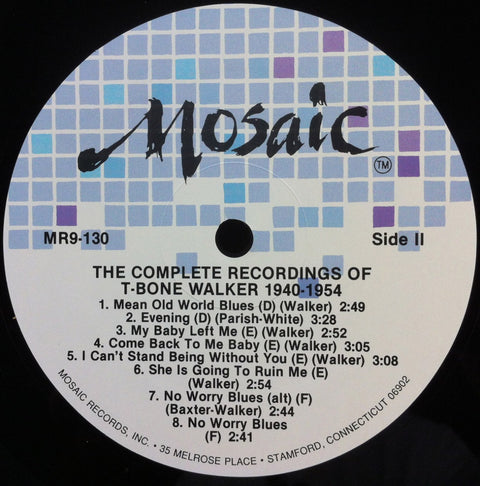 Mosaic
TM
MR9-130
Side II
THE COMPLETE RECORDINGS OF
T-BONE WALKER 1940-1954
1. Mean Old World Blues (D) (Walker) 2:49
2. Evening (D) (Parish-White) 3:28
3. My Baby Left Me (E) (Walker) 2:52
4. Come Back To Me Baby (E) (Walker) 3:05
5. I Can't Stand Being Without You (E) (Walker) 3:08
6. She Is Going To Ruin Me (E)
(Walker) 2:54
7. No Worry Blues (alt) (F)
(Baxter-Walker) 2:44
8. No Worry Blues
(F) 2:41
MOSAIC RECORDS, INC. • 35 MELROSE PLACE • STAMFORD, CONNECTICUT 06902